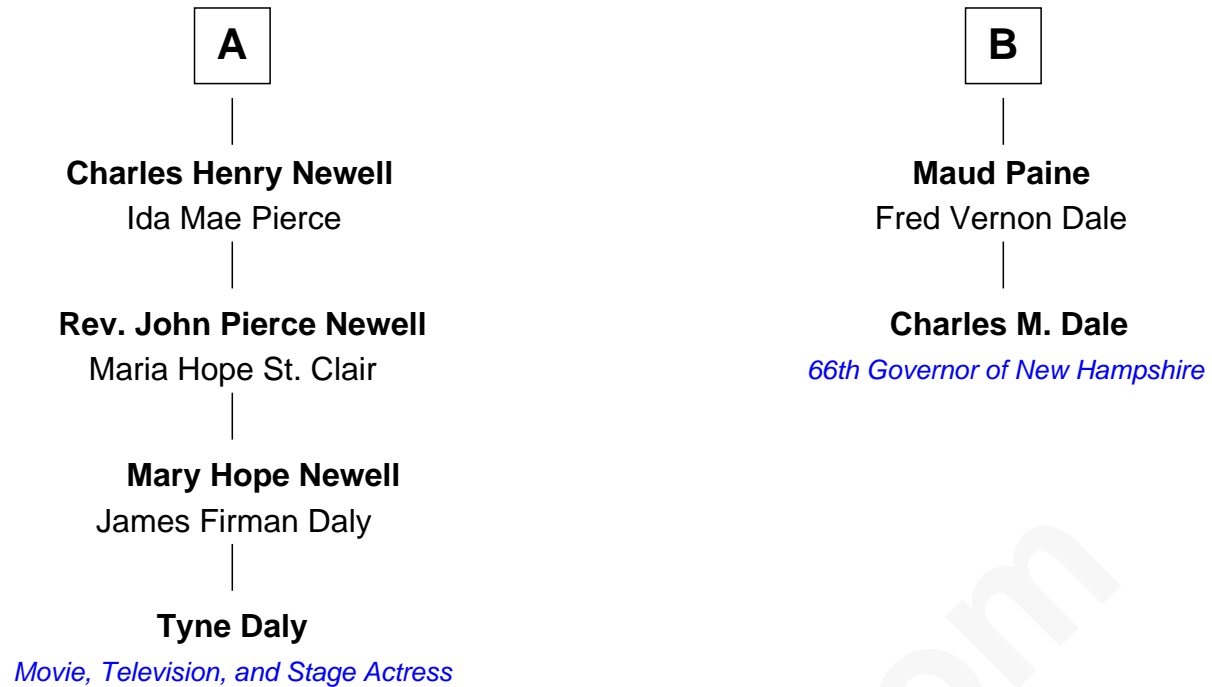 A
Charles Henry Newell
Ida Mae Pierce
Rev. John Pierce Newell
Maria Hope St. Clair
Mary Hope Newell
James Firman Daly
Tyne Daly
Movie, Television, and Stage Actress
B
Maud Paine
Fred Vernon Dale
Charles M. Dale
66th Governor of New Hampshire
om